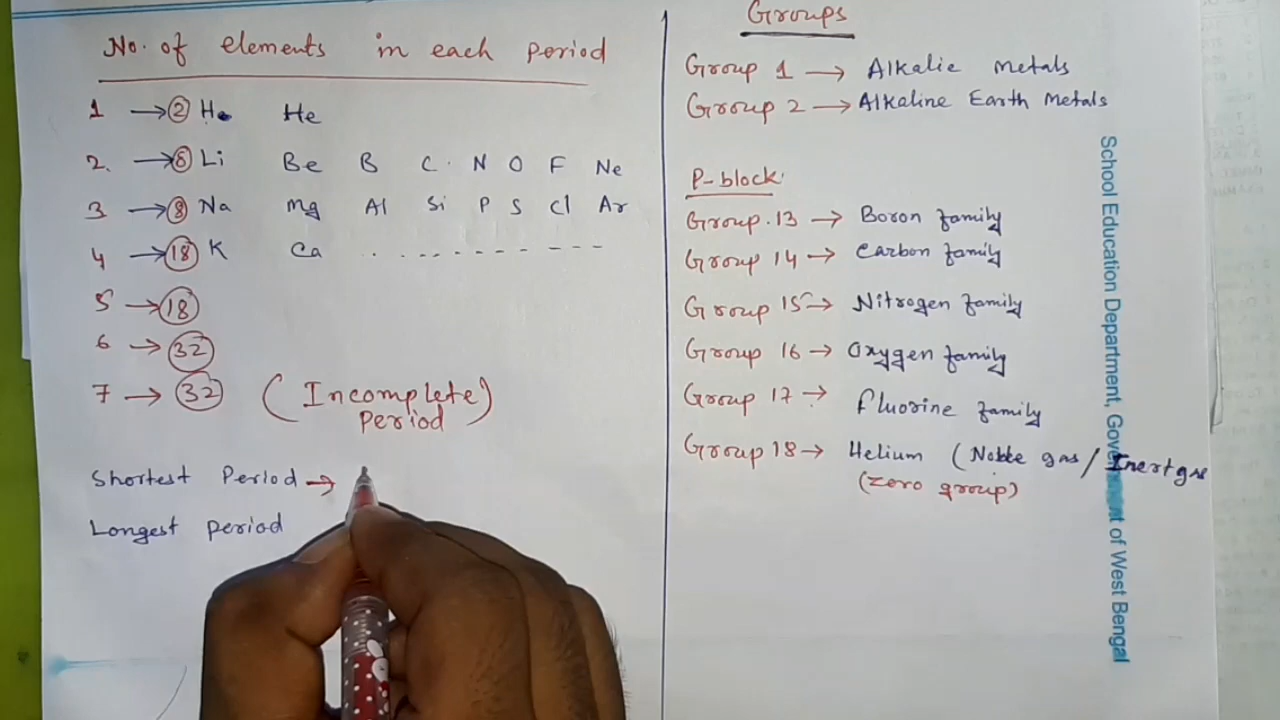 No. of elements in each period
1 → 2 He He
2. → 8 Li Be B C N O F Ne
3 → 8 Na Mg Al Si P S Cl Ar
4 → 18 K Ca . . . . - - - - - - - -
5 → 18
6 → 32
7 → 32 (Incomplete Period)
Shortest Period →
Longest period
Groups
Group 1 → Alkalie metals
Group 2 → Alkaline Earth Metals
P-block
Group.13 → Boron family
Group 14 → Carbon family
Group 15 → Nitrogen family
Group 16 → Oxygen family
Group 17 → Fluorine family
Group 18 → Helium (Noble gas/Inert gas
(zero group)
School Education Department, Government of West Bengal